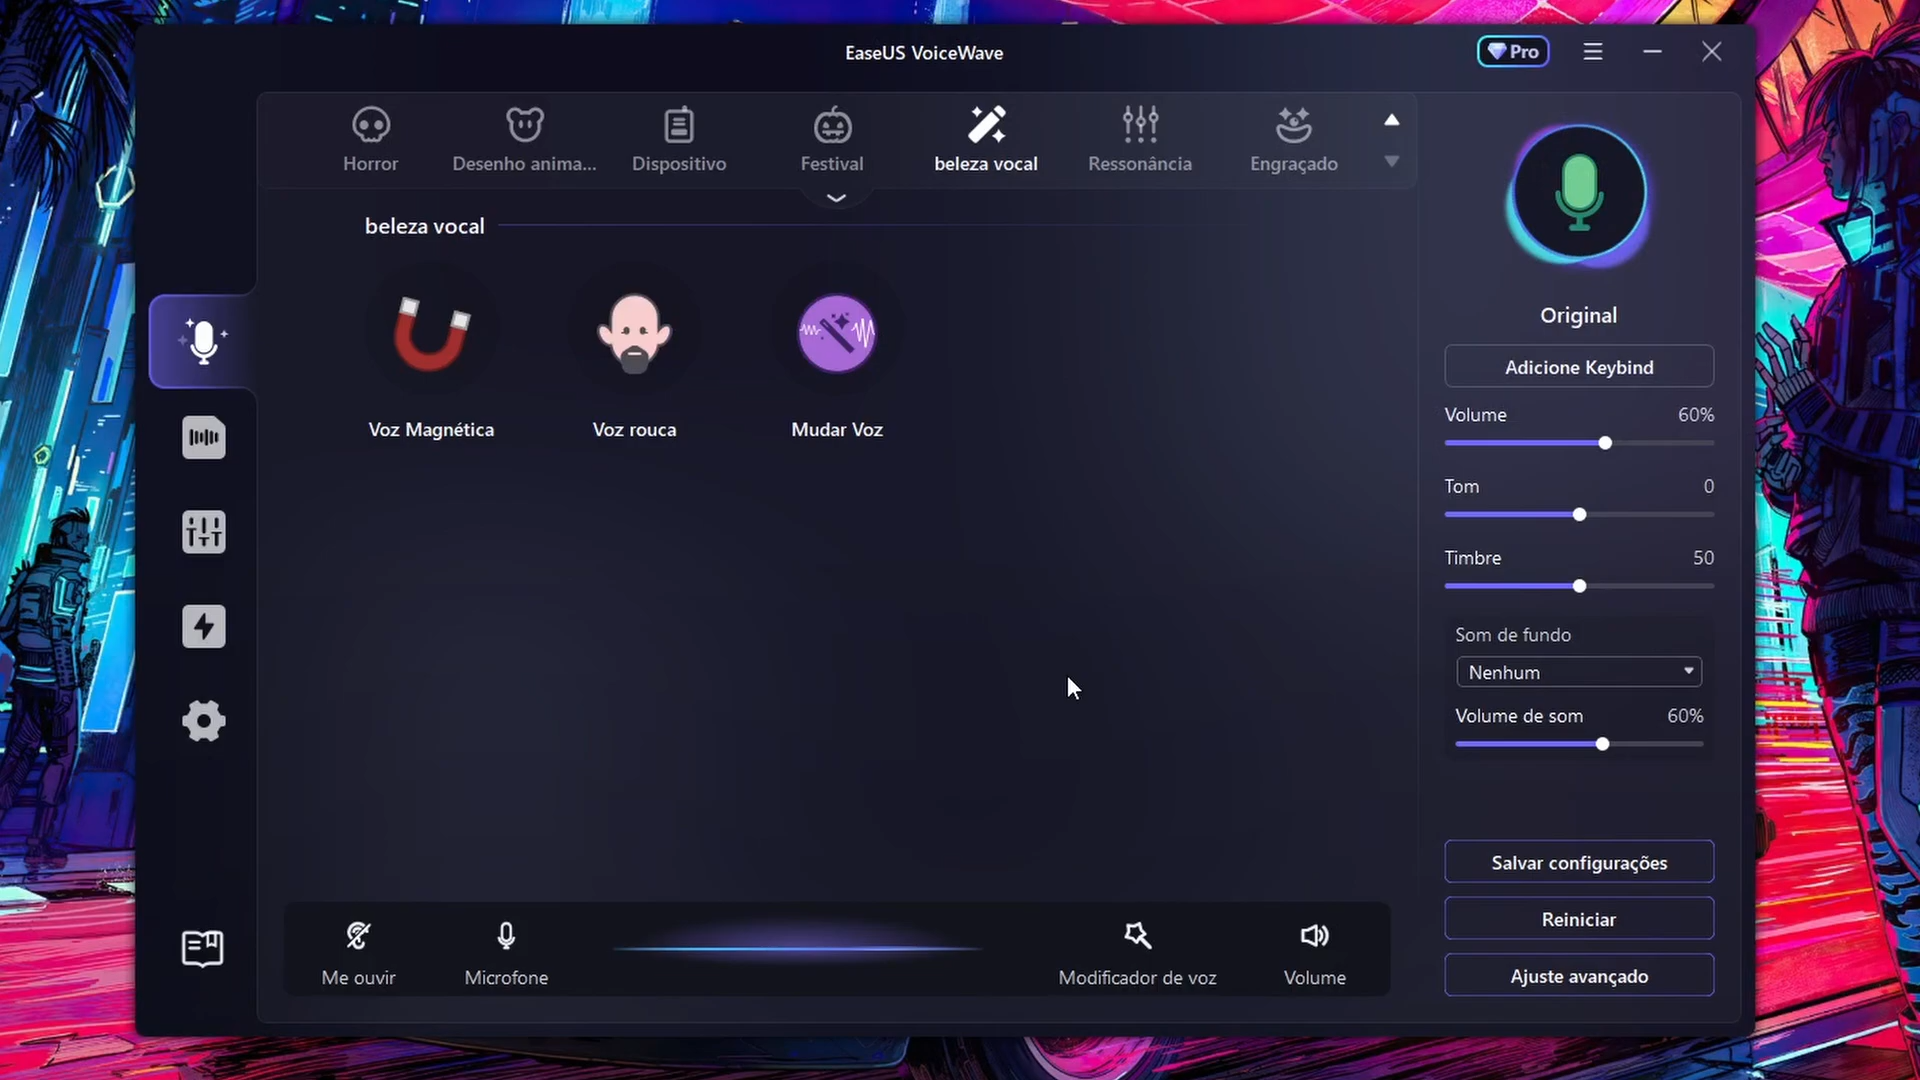 EaseUS VoiceWave
Pro
Horror
Desenho anima...
Dispositivo
Festival
beleza vocal
Ressonância
Engraçado
beleza vocal
Voz Magnética
Voz rouca
Mudar Voz
Original
Adicione Keybind
Volume 60%
Tom 0
Timbre 50
Som de fundo
Nenhum
Volume de som 60%
Salvar configurações
Reiniciar
Ajuste avançado
Me ouvir
Microfone
Modificador de voz
Volume